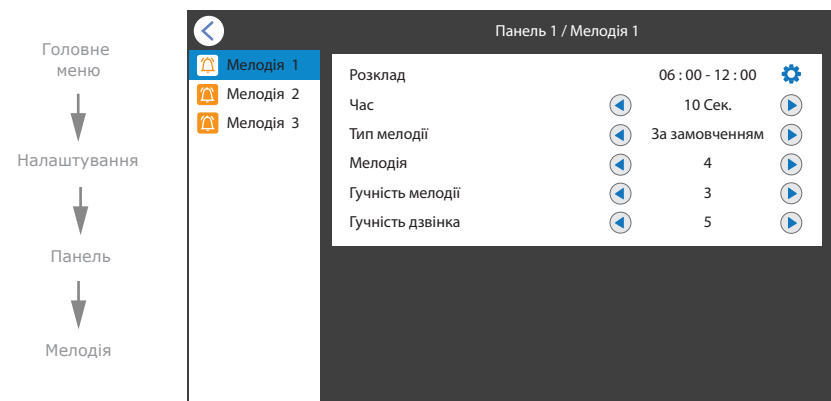 Головне
меню
Налаштування
Панель
Мелодія
Панель 1 / Мелодія 1
Мелодія 1
Мелодія 2
Мелодія 3
Розклад 06 : 00 - 12 : 00
Час 10 Сек.
Тип мелодії За замовченням
Мелодія 4
Гучність мелодії 3
Гучність дзвінка 5